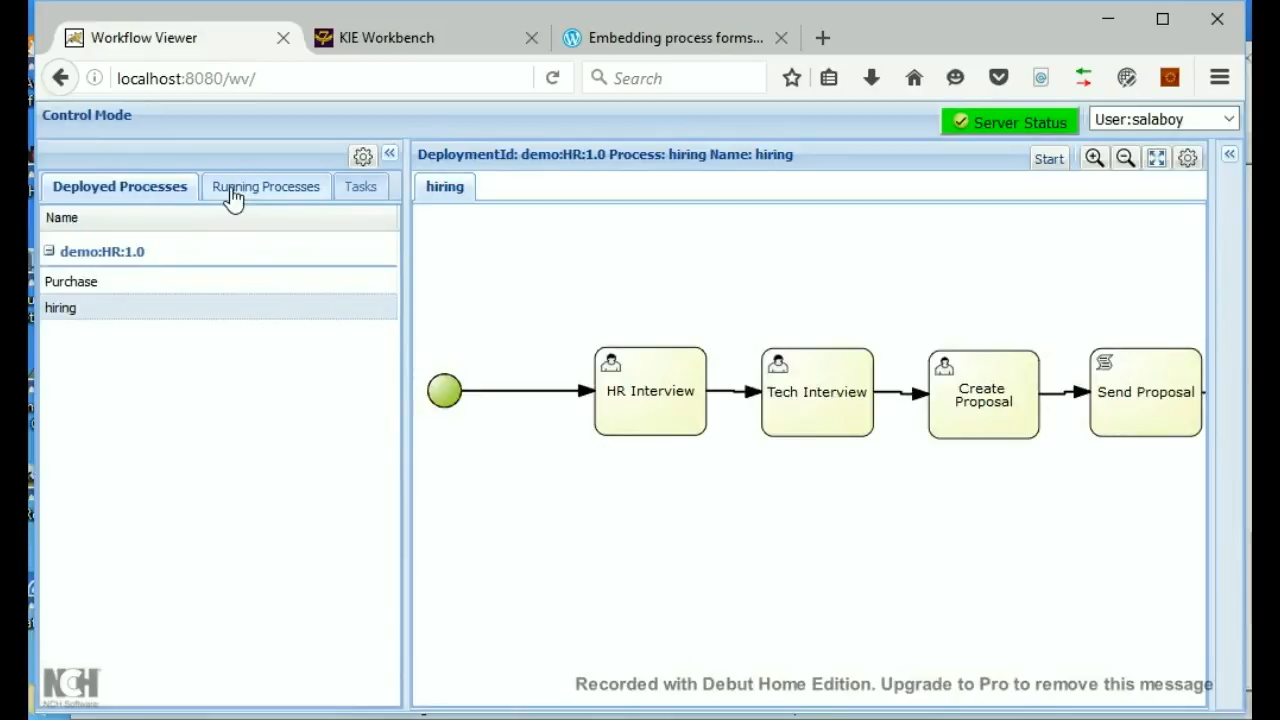 Workflow Viewer
KIE Workbench
Embedding process forms...
localhost:8080/wv/
Search
Control Mode
Server Status
User:salaboy
DeploymentId: demo:HR:1.0 Process: hiring Name: hiring
Start
Deployed Processes
Running Processes
Tasks
hiring
Name
demo:HR:1.0
Purchase
hiring
HR Interview
Tech Interview
Create
Proposal
Send Proposal
NCH
NCH Software
Recorded with Debut Home Edition. Upgrade to Pro to remove this message